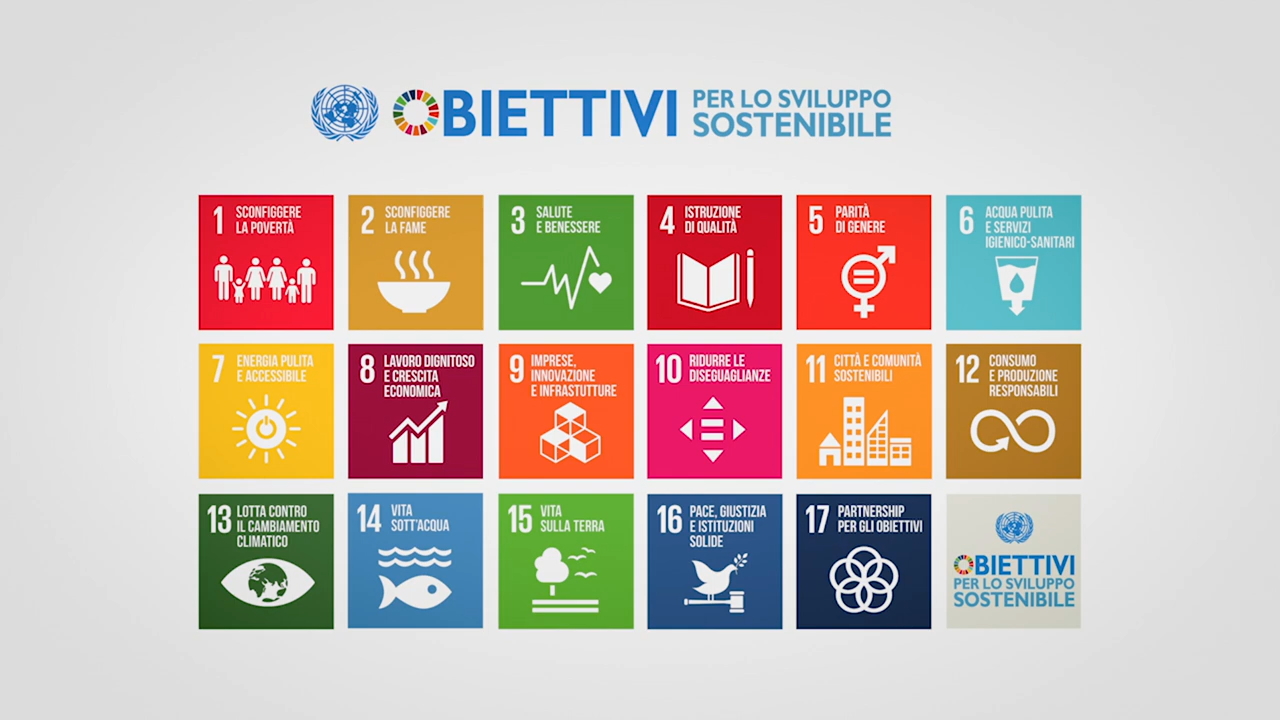 OBIETTIVI PER LO SVILUPPO
SOSTENIBILE
1 SCONFIGGERE
LA POVERTÀ
2 SCONFIGGERE
LA FAME
3 SALUTE
E BENESSERE
4 ISTRUZIONE
DI QUALITÀ
5 PARITÀ
DI GENERE
6 ACQUA PULITA
E SERVIZI
IGIENICO-SANITARI
7 ENERGIA PULITA
E ACCESSIBILE
8 LAVORO DIGNITOSO
E CRESCITA
ECONOMICA
9 IMPRESE,
INNOVAZIONE
E INFRASTUTTURE
10 RIDURRE LE
DISEGUAGLIANZE
11 CITTÀ E COMUNITÀ
SOSTENIBILI
12 CONSUMO
E PRODUZIONE
RESPONSABILI
13 LOTTA CONTRO
IL CAMBIAMENTO
CLIMATICO
14 VITA
SOTT'ACQUA
15 VITA
SULLA TERRA
16 PACE, GIUSTIZIA
E ISTITUZIONI
SOLIDE
17 PARTNERSHIP
PER GLI OBIETTIVI
OBIETTIVI
PER LO SVILUPPO
SOSTENIBILE